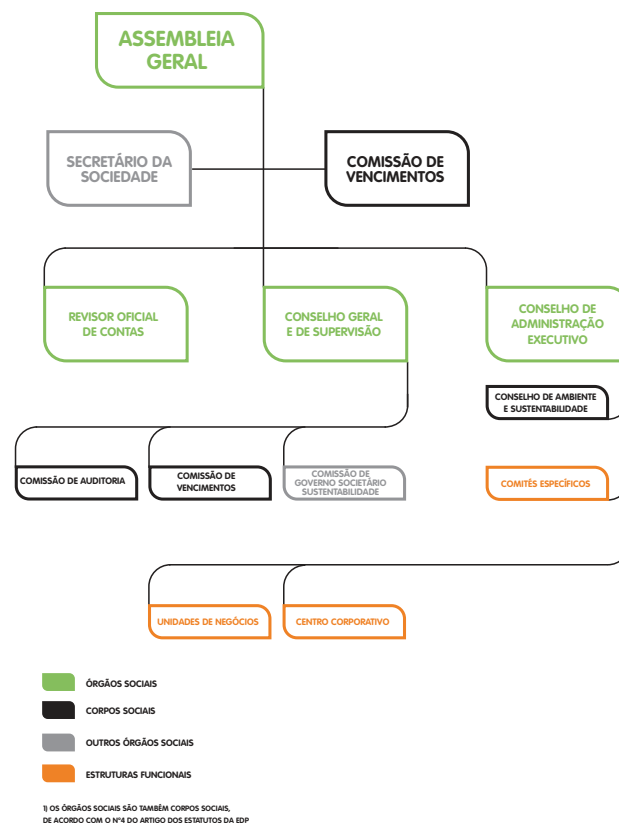 ASSEMBLEIA
GERAL
SECRETÁRIO DA
SOCIEDADE
COMISSÃO DE
VENCIMENTOS
REVISOR OFICIAL
DE CONTAS
CONSELHO GERAL
E DE SUPERVISÃO
CONSELHO DE
ADMINISTRAÇÃO
EXECUTIVO
CONSELHO DE AMBIENTE
E SUSTENTABILIDADE
COMISSÃO DE AUDITORIA
COMISSÃO DE
VENCIMENTOS
COMISSÃO DE
GOVERNO SOCIETÁRIO
SUSTENTABILIDADE
COMITÊS ESPECÍFICOS
UNIDADES DE NEGÓCIOS
CENTRO CORPORATIVO
ÓRGÃOS SOCIAIS
CORPOS SOCIAIS
OUTROS ÓRGÃOS SOCIAIS
ESTRUTURAS FUNCIONAIS
1) OS ÓRGÃOS SOCIAIS SÃO TAMBÉM CORPOS SOCIAIS,
DE ACORDO COM O Nº4 DO ARTIGO DOS ESTATUTOS DA EDP